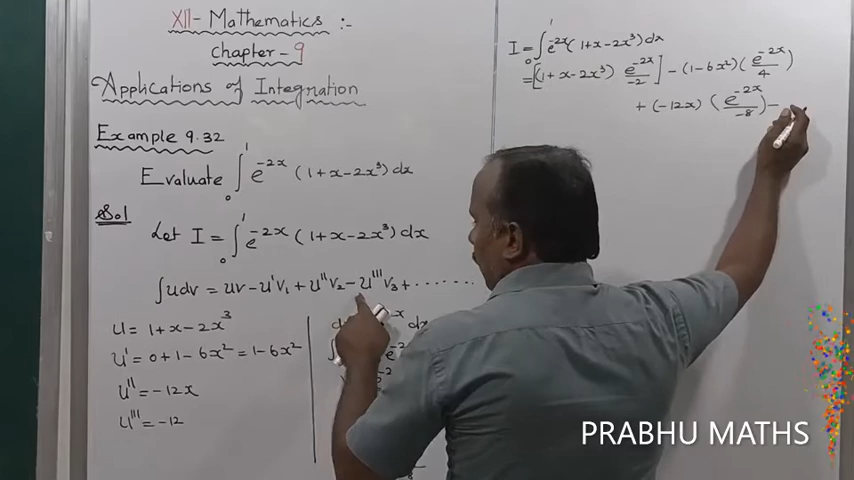 XII - Mathematics :-
Chapter - 9
Applications of Integration
Example 9.32
Evaluate ∫₀¹ e^{-2x} (1+x-2x³) dx
Sol
Let I = ∫₀¹ e^{-2x} (1+x-2x³) dx
∫udv = uv - u'v₁ + u''v₂ - u'''v₃ + ........
u = 1+x-2x³
u' = 0+1-6x² = 1-6x²
u'' = -12x
u''' = -12
I = ∫₀¹ e^{-2x} (1+x-2x³) dx
= [(1+x-2x³) e^{-2x}/-2] - (1-6x²) (e^{-2x}/4)
+ (-12x) (e^{-2x}/-8) -
PRABHU MATHS